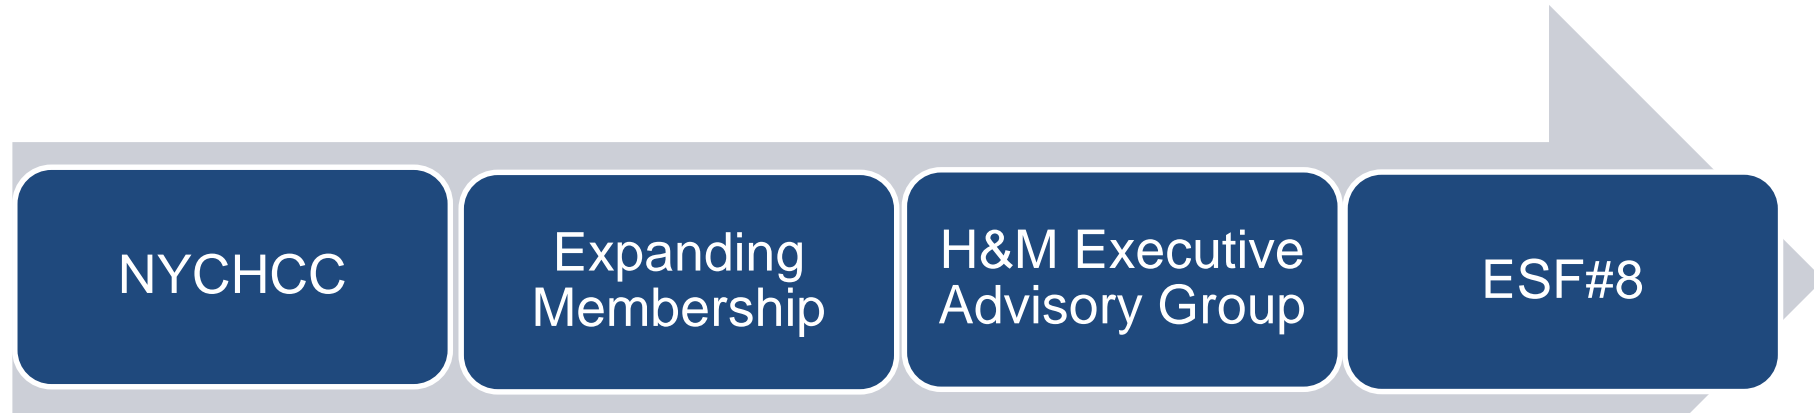 NYCHCC
Expanding
Membership
H&M Executive
Advisory Group
ESF#8